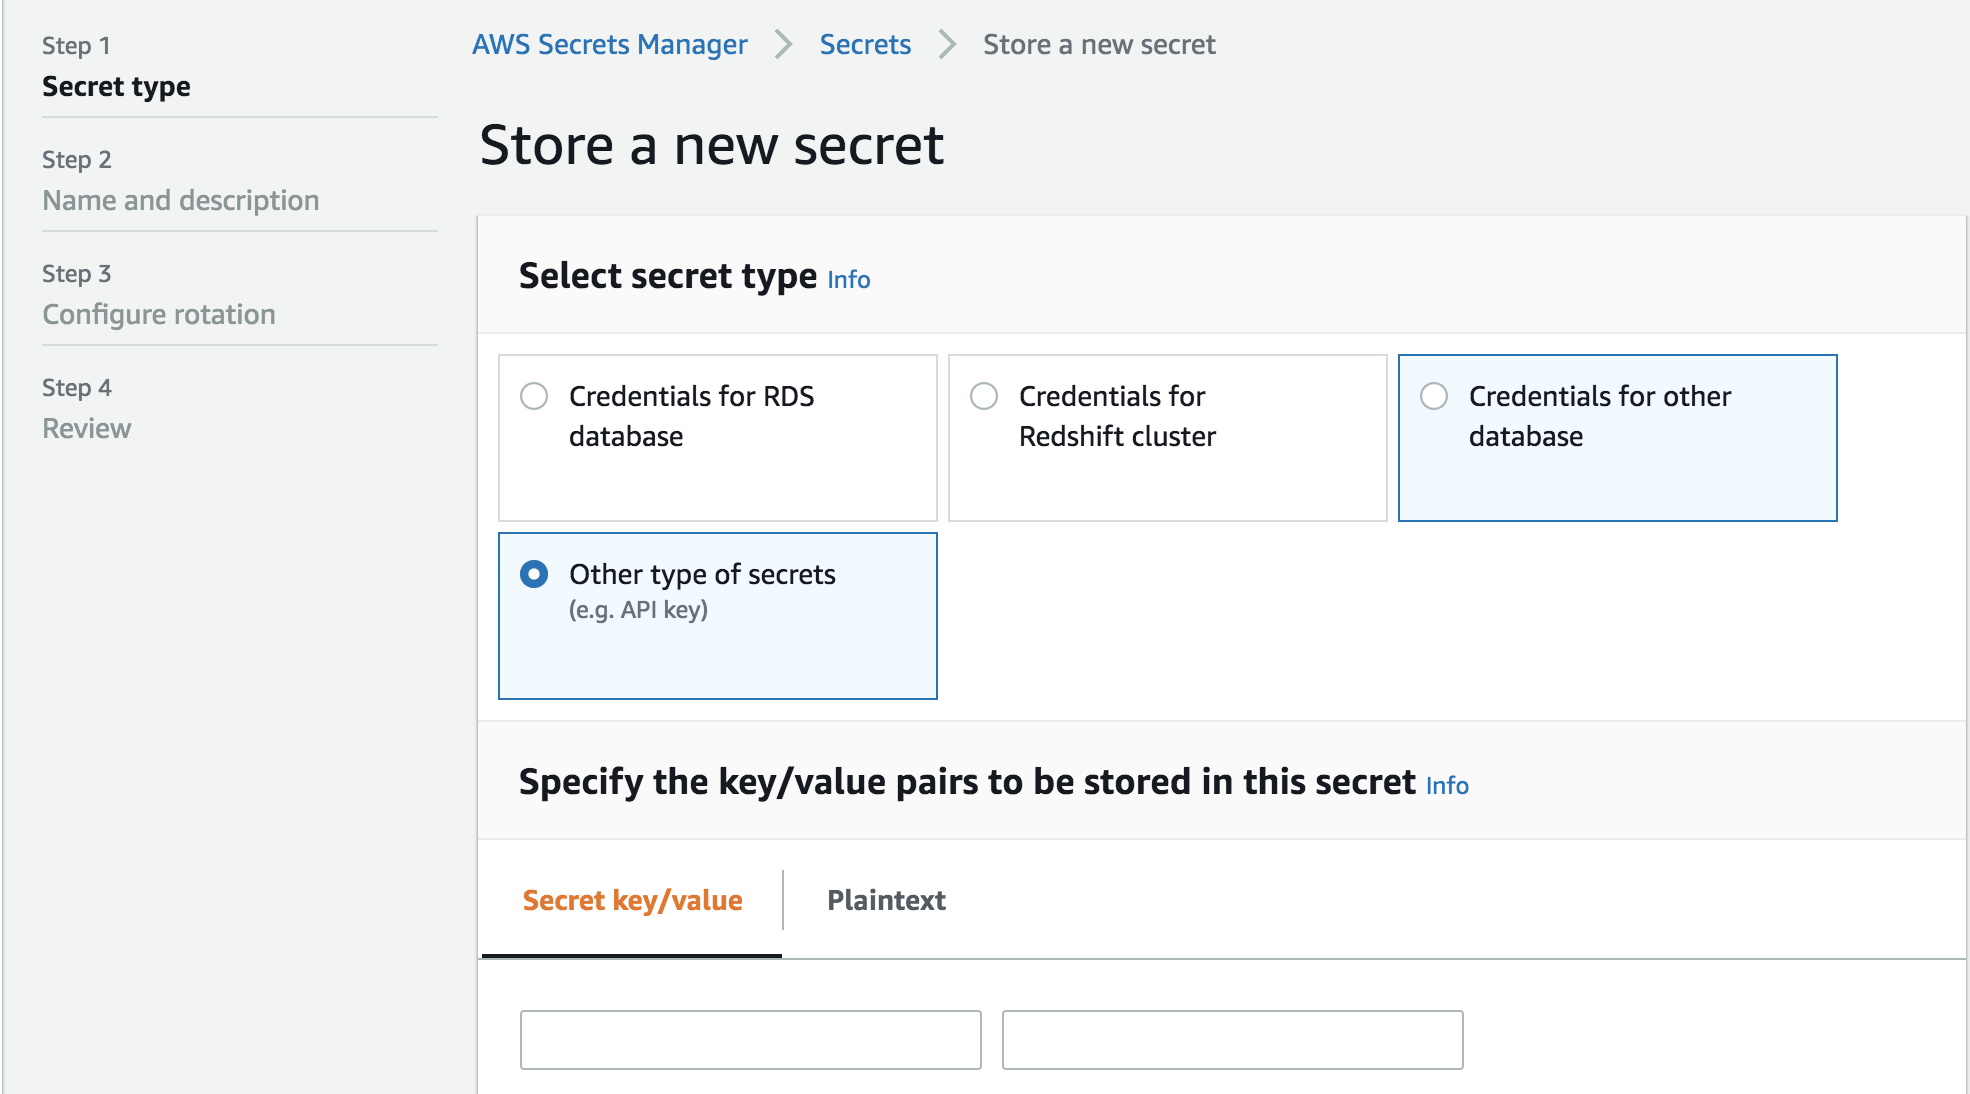 Step 1
Secret type
Step 2
Name and description
Step 3
Configure rotation
Step 4
Review
AWS Secrets Manager > Secrets > Store a new secret
Store a new secret
Select secret type Info
Credentials for RDS
database
Credentials for
Redshift cluster
Credentials for other
database
Other type of secrets
(e.g. API key)
Specify the key/value pairs to be stored in this secret Info
Secret key/value
Plaintext